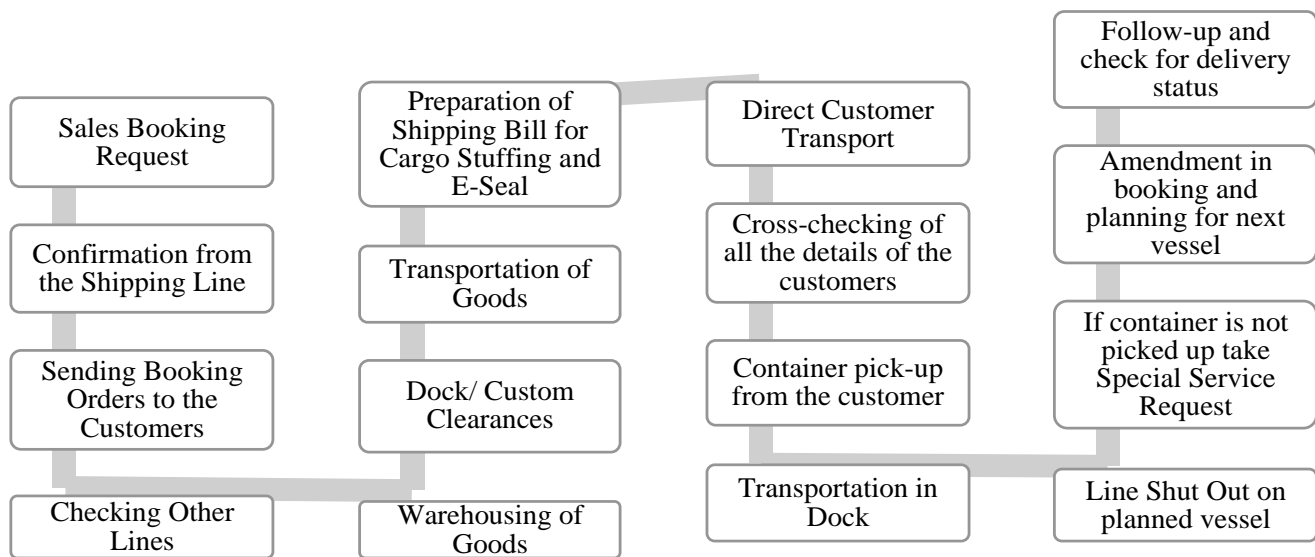 Sales Booking
Request
Confirmation from
the Shipping Line
Sending Booking
Orders to the
Customers
Checking Other
Lines
Warehousing of
Goods
Dock/ Custom
Clearances
Transportation of
Goods
Preparation of
Shipping Bill for
Cargo Stuffing and
E-Seal
Direct Customer
Transport
Cross-checking of
all the details of the
customers
Container pick-up
from the customer
Transportation in
Dock
Line Shut Out on
planned vessel
If container is not
picked up take
Special Service
Request
Amendment in
booking and
planning for next
vessel
Follow-up and
check for delivery
status